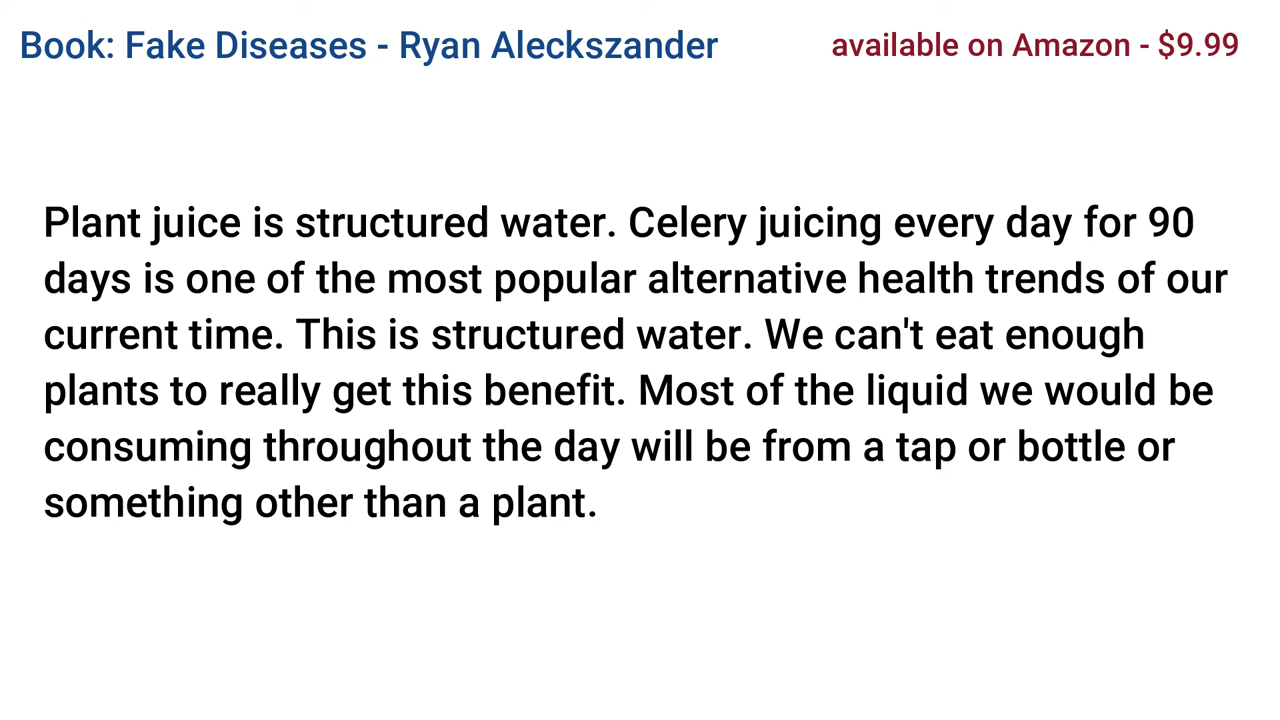 Book: Fake Diseases - Ryan Aleckszander
available on Amazon - $9.99
Plant juice is structured water. Celery juicing every day for 90
days is one of the most popular alternative health trends of our
current time. This is structured water. We can't eat enough
plants to really get this benefit. Most of the liquid we would be
consuming throughout the day will be from a tap or bottle or
something other than a plant.